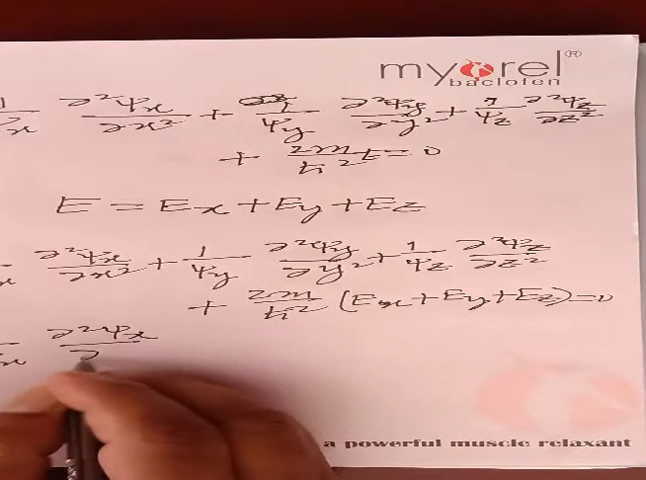 myorel®
baclofen
1/Ψx ∂²Ψx/∂x² + 1/Ψy ∂²Ψy/∂y² + 1/Ψz ∂²Ψz/∂z²
+ 2m/ħ² E = 0
E = Ex + Ey + Ez
∂²Ψx/∂x² + 1/Ψy ∂²Ψy/∂y² + 1/Ψz ∂²Ψz/∂z²
+ 2m/ħ² (Ex + Ey + Ez) = 0
∂²Ψx/∂
a powerful muscle relaxant